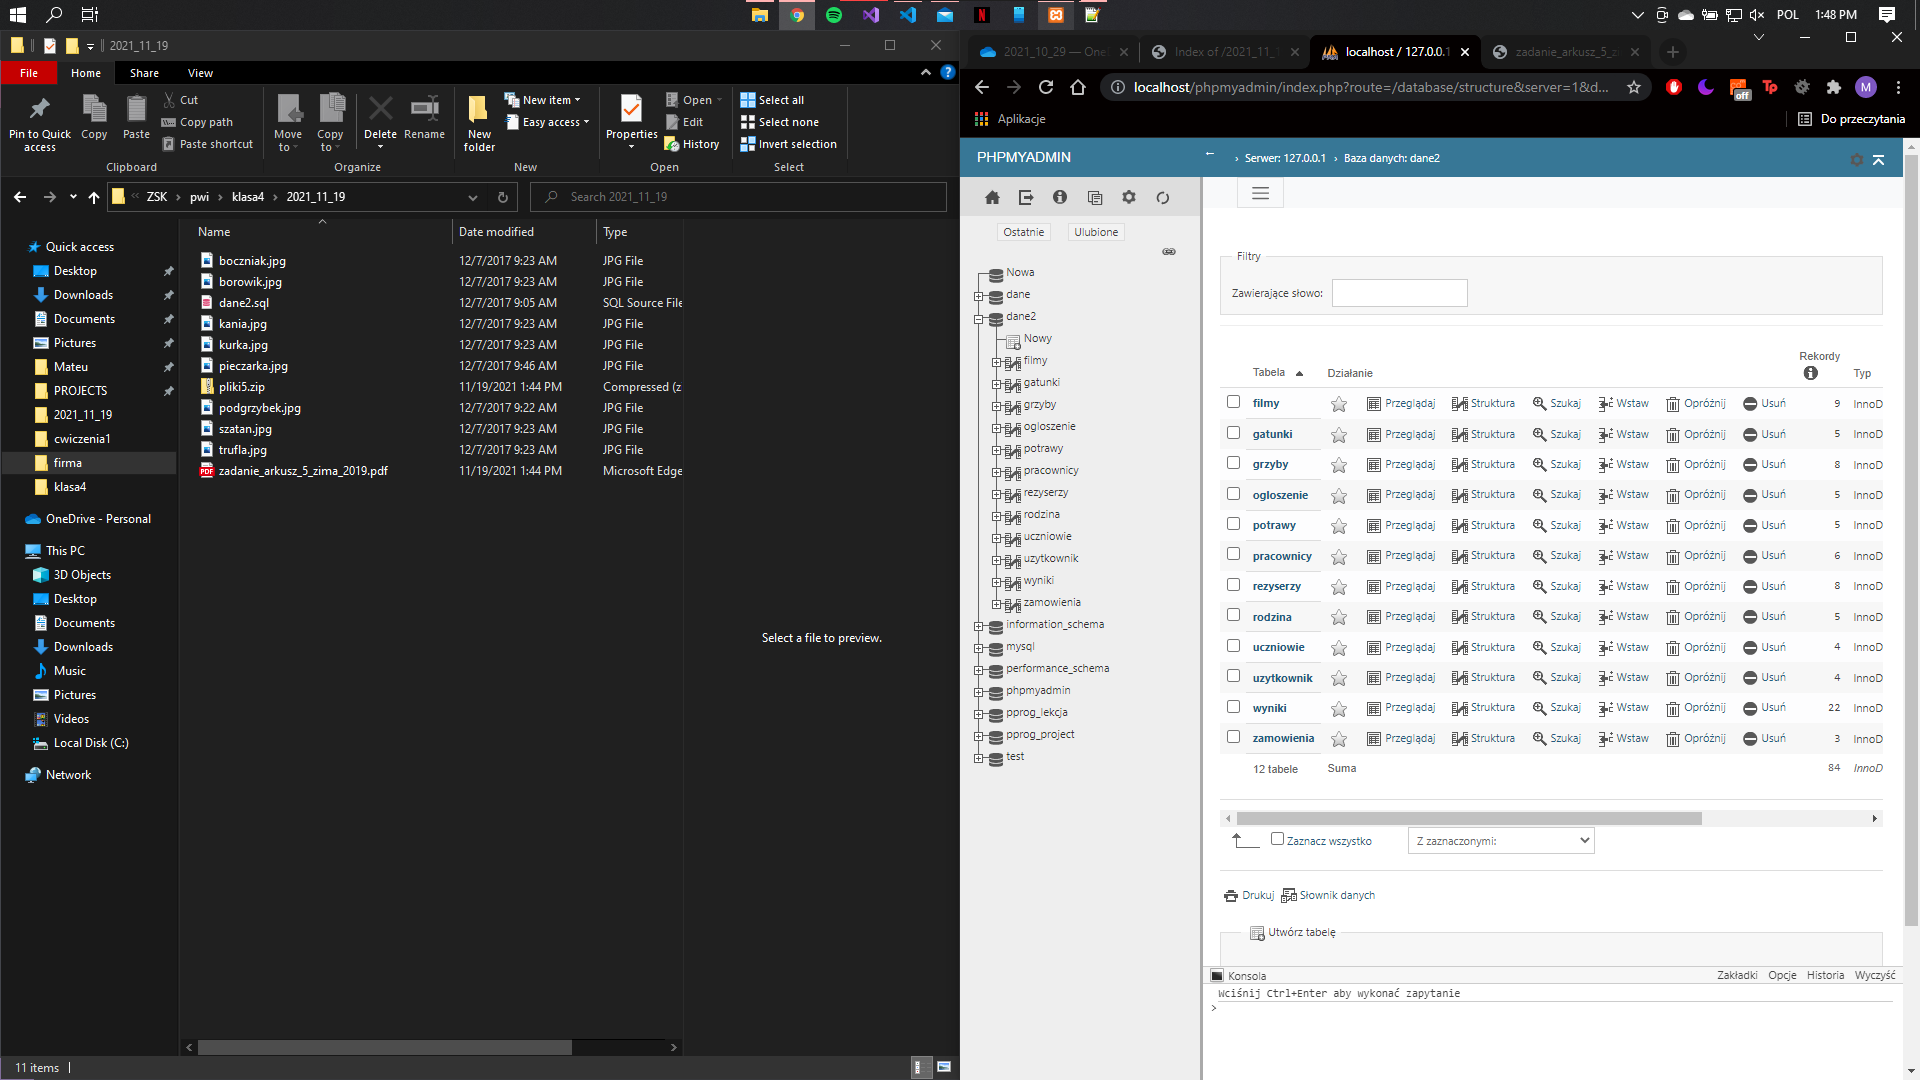 POL
1:48 PM
2021_11_19
File
Home
Share
View
Pin to Quick access
Copy
Paste
Cut
Copy path
Paste shortcut
Clipboard
Move to
Copy to
Delete
Rename
Organize
New folder
New item
Easy access
New
Properties
Open
Edit
History
Open
Select all
Select none
Invert selection
Select
« ZSK › pwi › klasa4 › 2021_11_19
Search 2021_11_19
Quick access
Desktop
Downloads
Documents
Pictures
Mateu
PROJECTS
2021_11_19
cwiczenia1
firma
klasa4
OneDrive - Personal
This PC
3D Objects
Desktop
Documents
Downloads
Music
Pictures
Videos
Local Disk (C:)
Network
Name Date modified Type
boczniak.jpg 12/7/2017 9:23 AM JPG File
borowik.jpg 12/7/2017 9:23 AM JPG File
dane2.sql 12/7/2017 9:05 AM SQL Source File
kania.jpg 12/7/2017 9:23 AM JPG File
kurka.jpg 12/7/2017 9:23 AM JPG File
pieczarka.jpg 12/7/2017 9:46 AM JPG File
pliki5.zip 11/19/2021 1:44 PM Compressed (z
podgrzybek.jpg 12/7/2017 9:22 AM JPG File
szatan.jpg 12/7/2017 9:23 AM JPG File
trufla.jpg 12/7/2017 9:23 AM JPG File
zadanie_arkusz_5_zima_2019.pdf 11/19/2021 1:44 PM Microsoft Edge
Select a file to preview.
11 items
2021_10_29 — One
Index of /2021_11_1
localhost / 127.0.0.1
zadanie_arkusz_5_z
localhost/phpmyadmin/index.php?route=/database/structure&server=1&d...
off
Tp
M
Aplikacje
Do przeczytania
PHPMYADMIN
← › Serwer: 127.0.0.1 › Baza danych: dane2
Ostatnie
Ulubione
Nowa
dane
dane2
Nowy
filmy
gatunki
grzyby
ogloszenie
potrawy
pracownicy
rezyserzy
rodzina
uczniowie
uzytkownik
wyniki
zamowienia
information_schema
mysql
performance_schema
phpmyadmin
pprog_lekcja
pprog_project
test
Filtry
Zawierające słowo:
Tabela Działanie Rekordy Typ
filmy Przeglądaj Struktura Szukaj Wstaw Opróżnij Usuń 9 InnoD
gatunki Przeglądaj Struktura Szukaj Wstaw Opróżnij Usuń 5 InnoD
grzyby Przeglądaj Struktura Szukaj Wstaw Opróżnij Usuń 8 InnoD
ogloszenie Przeglądaj Struktura Szukaj Wstaw Opróżnij Usuń 5 InnoD
potrawy Przeglądaj Struktura Szukaj Wstaw Opróżnij Usuń 5 InnoD
pracownicy Przeglądaj Struktura Szukaj Wstaw Opróżnij Usuń 6 InnoD
rezyserzy Przeglądaj Struktura Szukaj Wstaw Opróżnij Usuń 8 InnoD
rodzina Przeglądaj Struktura Szukaj Wstaw Opróżnij Usuń 5 InnoD
uczniowie Przeglądaj Struktura Szukaj Wstaw Opróżnij Usuń 4 InnoD
uzytkownik Przeglądaj Struktura Szukaj Wstaw Opróżnij Usuń 4 InnoD
wyniki Przeglądaj Struktura Szukaj Wstaw Opróżnij Usuń 22 InnoD
zamowienia Przeglądaj Struktura Szukaj Wstaw Opróżnij Usuń 3 InnoD
12 tabele Suma 84 InnoD
Zaznacz wszystko
Z zaznaczonymi:
Drukuj
Słownik danych
Utwórz tabelę
Konsola
Zakładki Opcje Historia Wyczyść
Wciśnij Ctrl+Enter aby wykonać zapytanie
>